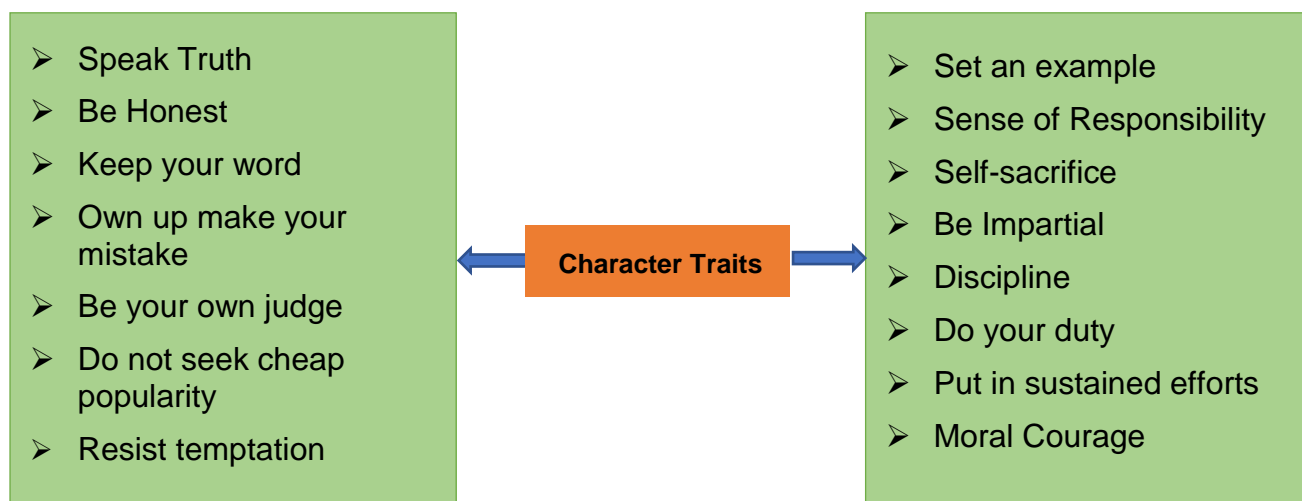 ➢ Speak Truth
➢ Be Honest
➢ Keep your word
➢ Own up make your
mistake
➢ Be your own judge
➢ Do not seek cheap
popularity
➢ Resist temptation
Character Traits
➢ Set an example
➢ Sense of Responsibility
➢ Self-sacrifice
➢ Be Impartial
➢ Discipline
➢ Do your duty
➢ Put in sustained efforts
➢ Moral Courage